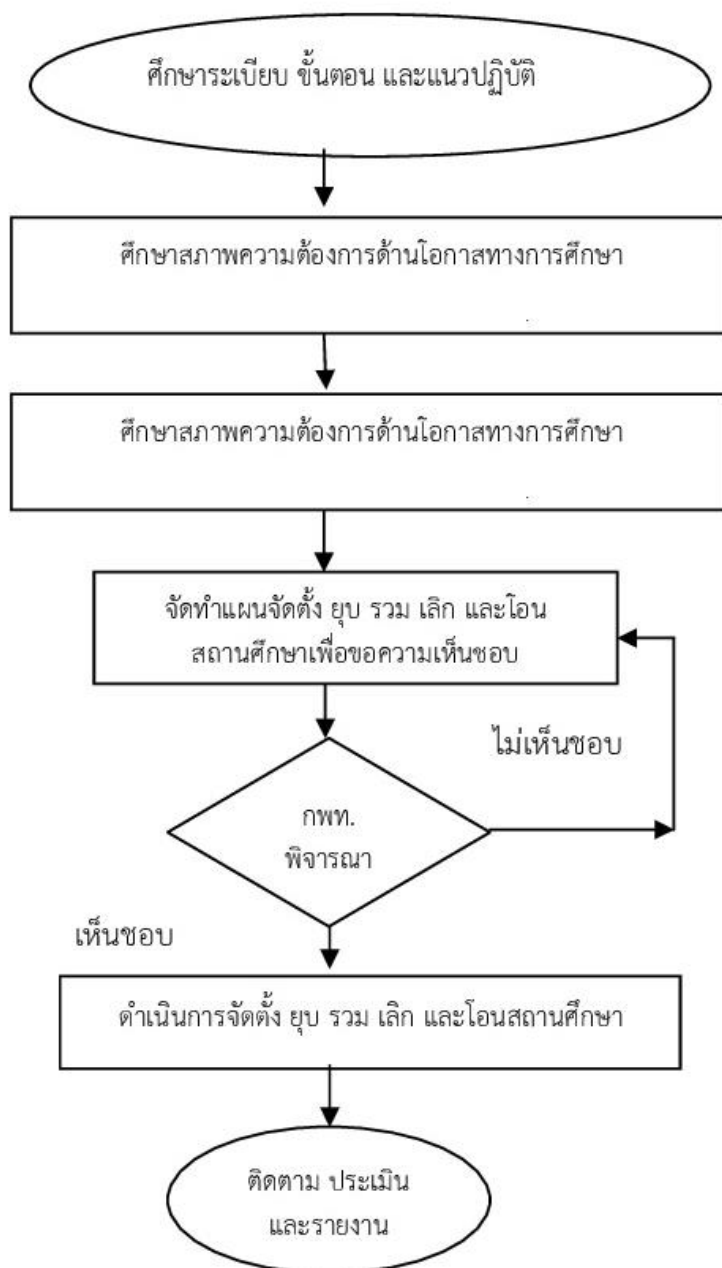 ศึกษาระเบียบ ขั้นตอน และแนวปฏิบัติ
ศึกษาสภาพความต้องการด้านโอกาสทางการศึกษา
ศึกษาสภาพความต้องการด้านโอกาสทางการศึกษา
จัดทำแผนจัดตั้ง ยุบ รวม เลิก และโอน
สถานศึกษาเพื่อขอความเห็นชอบ
ไม่เห็นชอบ
กพท.
พิจารณา
เห็นชอบ
ดำเนินการจัดตั้ง ยุบ รวม เลิก และโอนสถานศึกษา
ติดตาม ประเมิน
และรายงาน